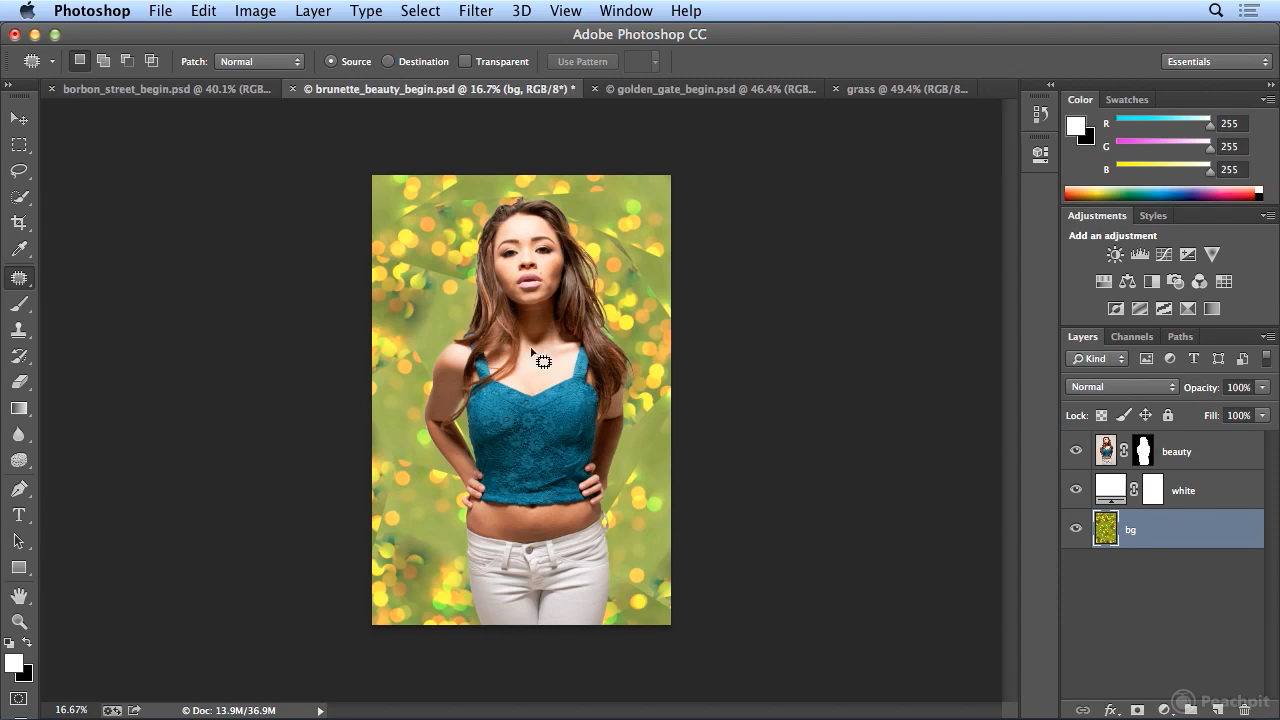 Photoshop File Edit Image Layer Type Select Filter 3D View Window Help
Adobe Photoshop CC
Patch: Normal Source Destination Transparent Use Pattern Essentials
borbon_street_begin.psd @ 40.1% (RGB... © brunette_beauty_begin.psd @ 16.7% (bg, RGB/8*) * © golden_gate_begin.psd @ 46.4% (RGB... grass @ 49.4% (RGB/8...
Color Swatches
R 255
G 255
B 255
Adjustments Styles
Add an adjustment
Layers Channels Paths
Kind
Normal Opacity: 100%
Lock: Fill: 100%
beauty
white
bg
16.67% © Doc: 13.9M/36.9M
Peachpit